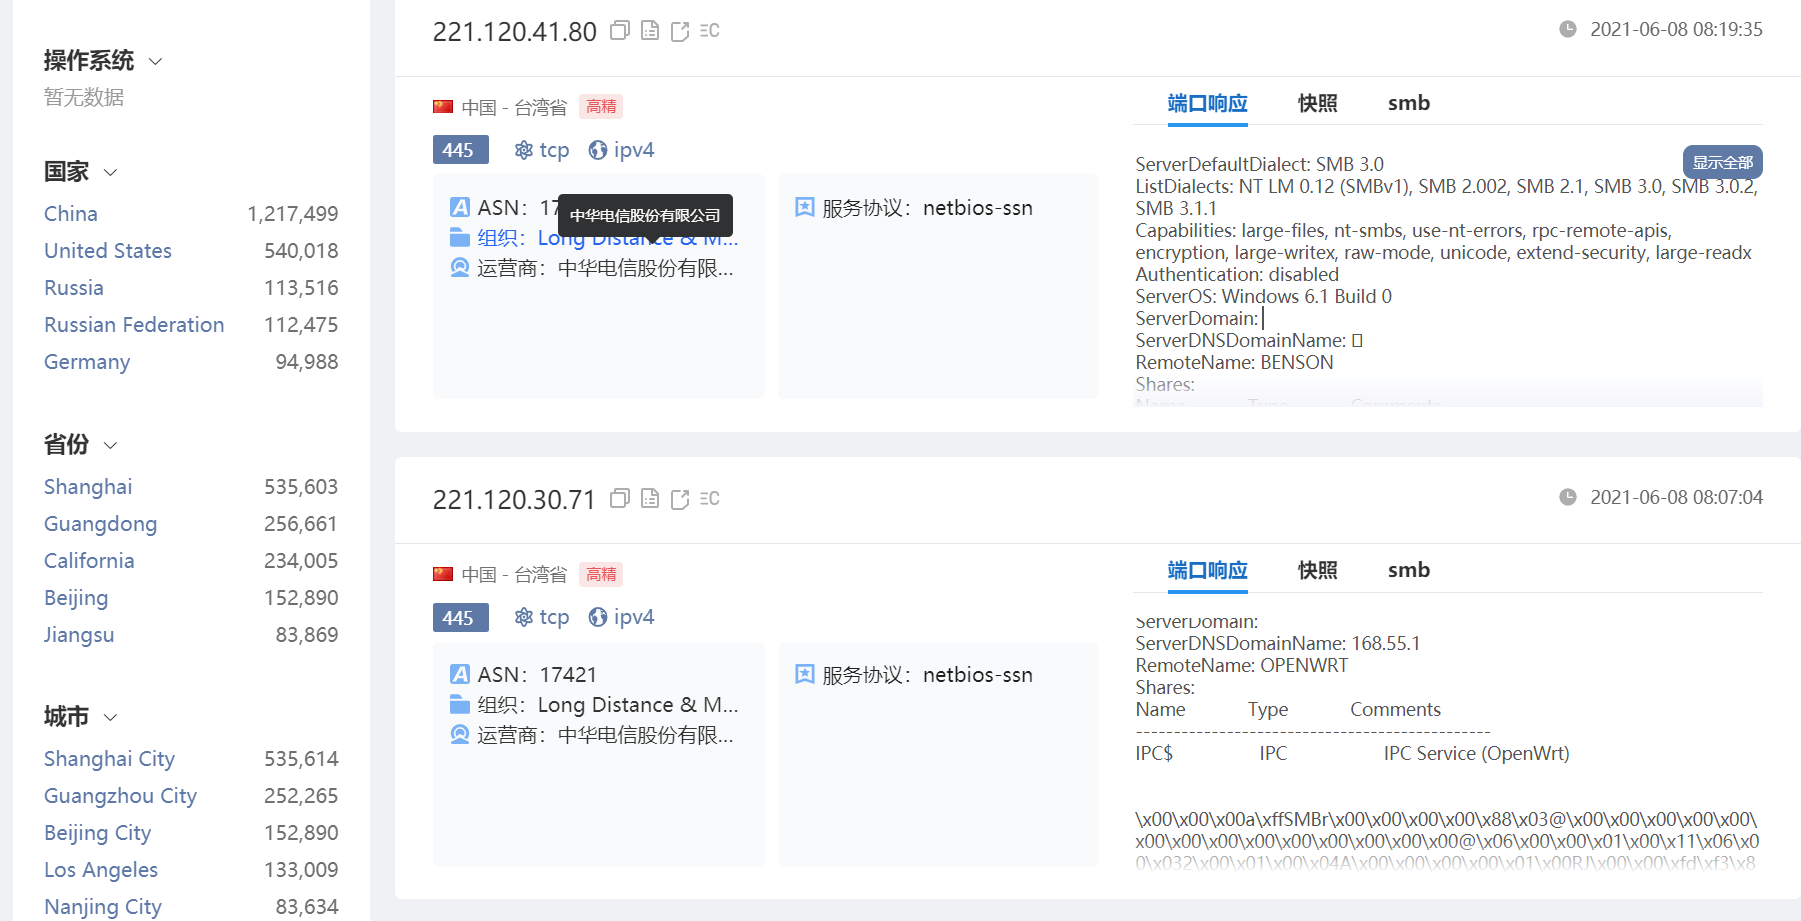 操作系统
暂无数据
国家
China 1,217,499
United States 540,018
Russia 113,516
Russian Federation 112,475
Germany 94,988
省份
Shanghai 535,603
Guangdong 256,661
California 234,005
Beijing 152,890
Jiangsu 83,869
城市
Shanghai City 535,614
Guangzhou City 252,265
Beijing City 152,890
Los Angeles 133,009
Nanjing City 83,634
221.120.41.80
2021-06-08 08:19:35
中国 - 台湾省 高精
445 tcp ipv4
ASN: 17
中华电信股份有限公司
组织: Long Distance & M...
运营商: 中华电信股份有限...
服务协议: netbios-ssn
端口响应 快照 smb
显示全部
ServerDefaultDialect: SMB 3.0
ListDialects: NT LM 0.12 (SMBv1), SMB 2.002, SMB 2.1, SMB 3.0, SMB 3.0.2,
SMB 3.1.1
Capabilities: large-files, nt-smbs, use-nt-errors, rpc-remote-apis,
encryption, large-writex, raw-mode, unicode, extend-security, large-readx
Authentication: disabled
ServerOS: Windows 6.1 Build 0
ServerDomain:
ServerDNSDomainName: ▯
RemoteName: BENSON
Shares:
Name Type Comments
221.120.30.71
2021-06-08 08:07:04
中国 - 台湾省 高精
445 tcp ipv4
ASN: 17421
组织: Long Distance & M...
运营商: 中华电信股份有限...
服务协议: netbios-ssn
端口响应 快照 smb
ServerDomain:
ServerDNSDomainName: 168.55.1
RemoteName: OPENWRT
Shares:
Name Type Comments
-----------------------------------------------
IPC$ IPC IPC Service (OpenWrt)
\x00\x00\x00a\xffSMBr\x00\x00\x00\x00\x88\x03@\x00\x00\x00\x00\x00\
x00\x00\x00\x00\x00\x00\x00\x00\x00@\x06\x00\x00\x01\x00\x11\x06\x0
0\x032\x00\x01\x00\x04A\x00\x00\x00\x00\x01\x00RJ\x00\x00\xfd\xf3\x8